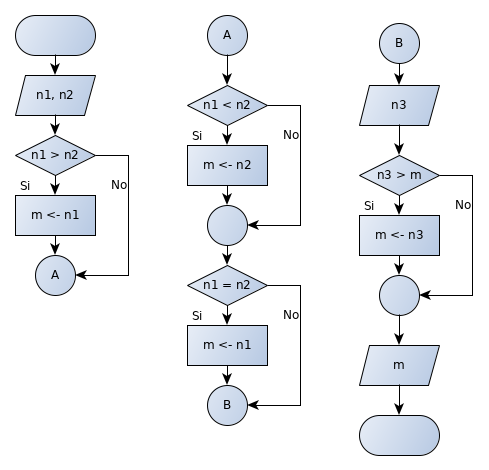 n1, n2
n1 > n2
Si
No
m <- n1
A
A
n1 < n2
Si
No
m <- n2
n1 = n2
Si
No
m <- n1
B
B
n3
n3 > m
Si
No
m <- n3
m